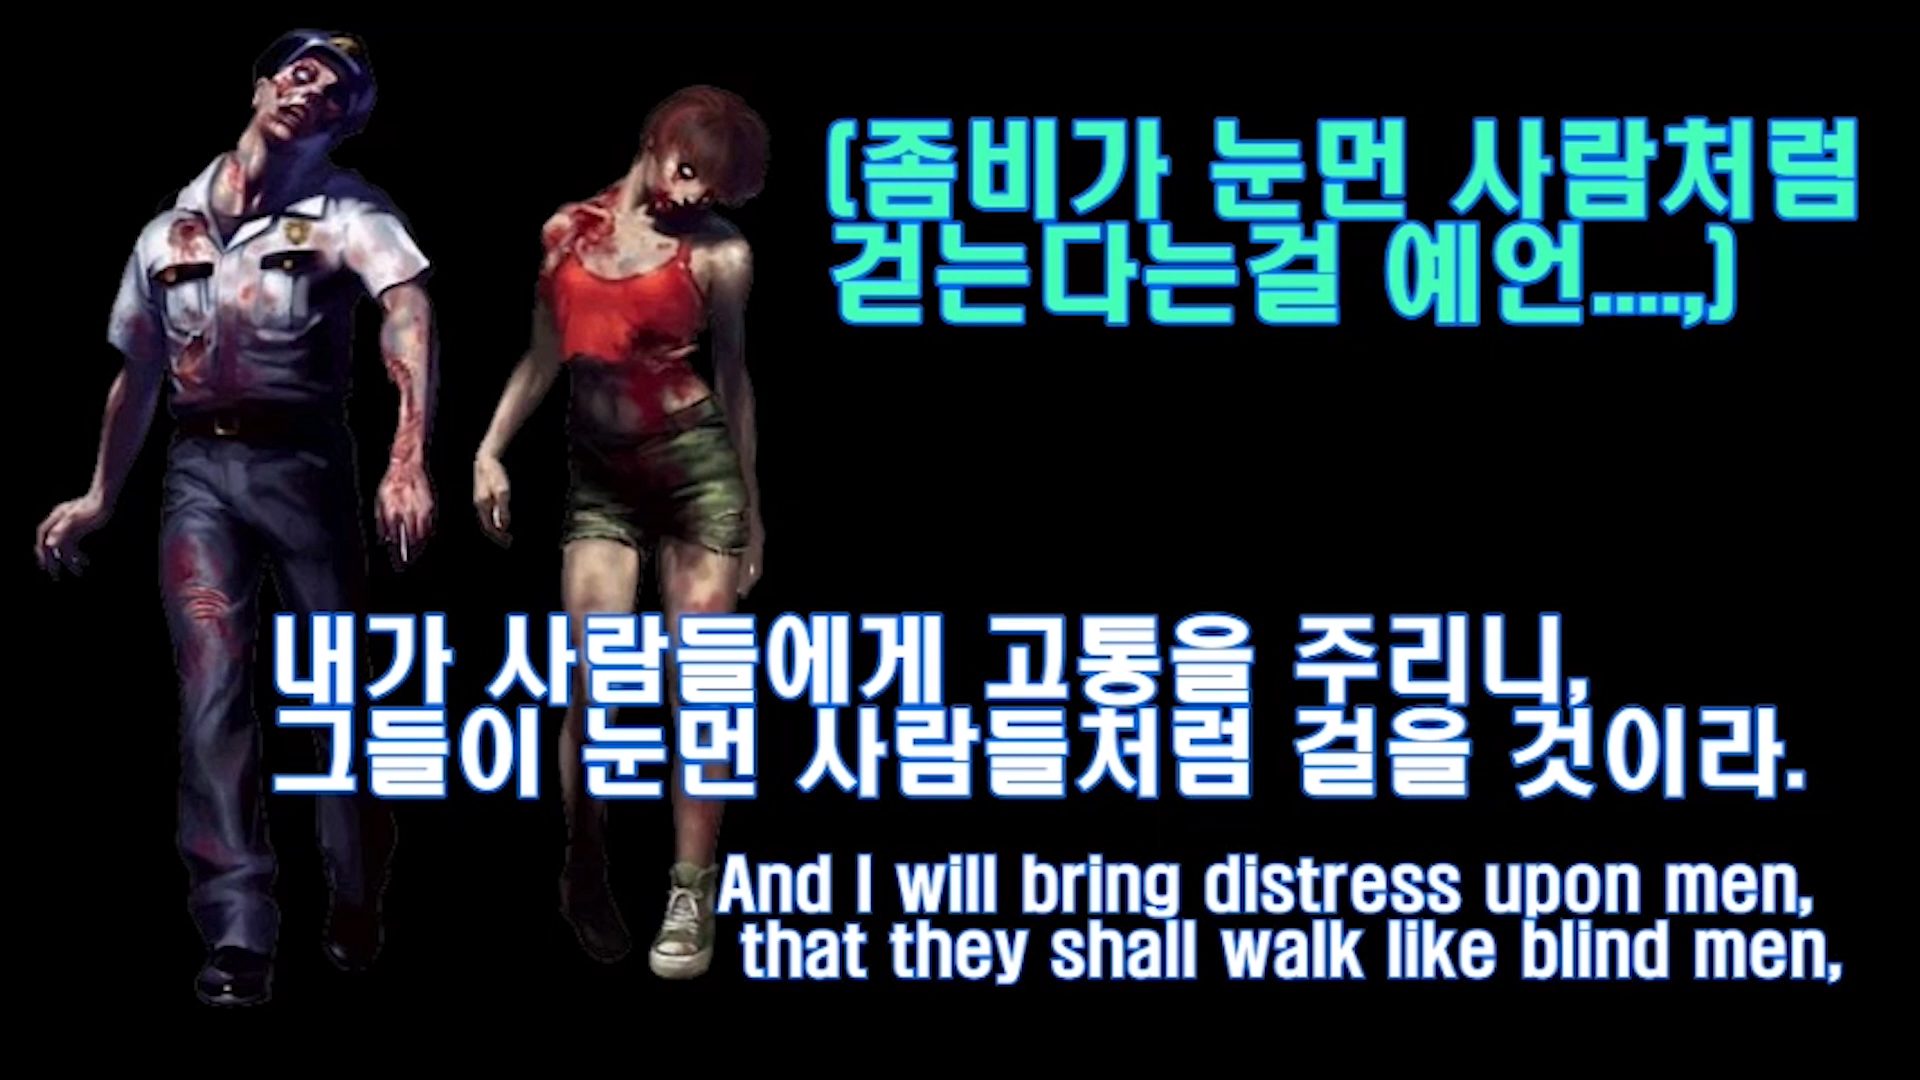 (좀비가 눈먼 사람처럼
걷는다는걸 예언....,)
내가 사람들에게 고통을 주리니,
그들이 눈먼 사람들처럼 걸을 것이라.
And I will bring distress upon men,
that they shall walk like blind men,